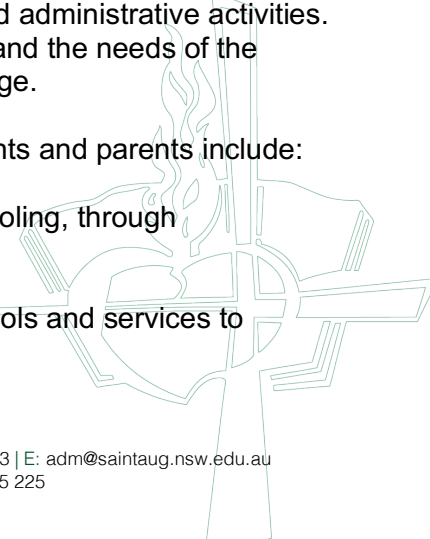 d administrative activities.
and the needs of the
ge.
nts and parents include:
oling, through
ols and services to
3 | E: adm@saintaug.nsw.edu.au
5 225